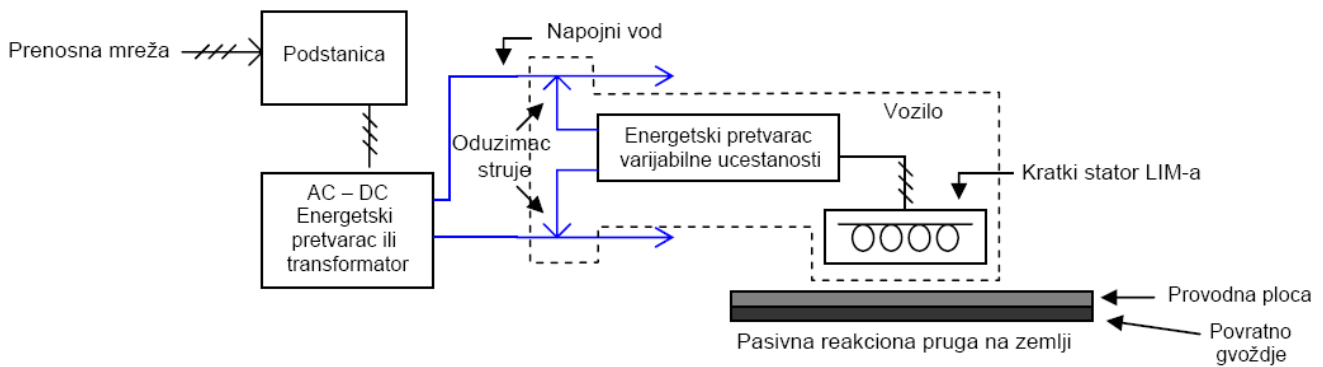 Prenosna mreža
Podstanica
Napojni vod
Vozilo
Oduzimac
struje
Energetski pretvarac
varijabilne ucestanosti
Kratki stator LIM-a
AC – DC
Energetski
pretvarac ili
transformator
Provodna ploca
Povratno
gvoždje
Pasivna reakciona pruga na zemlji